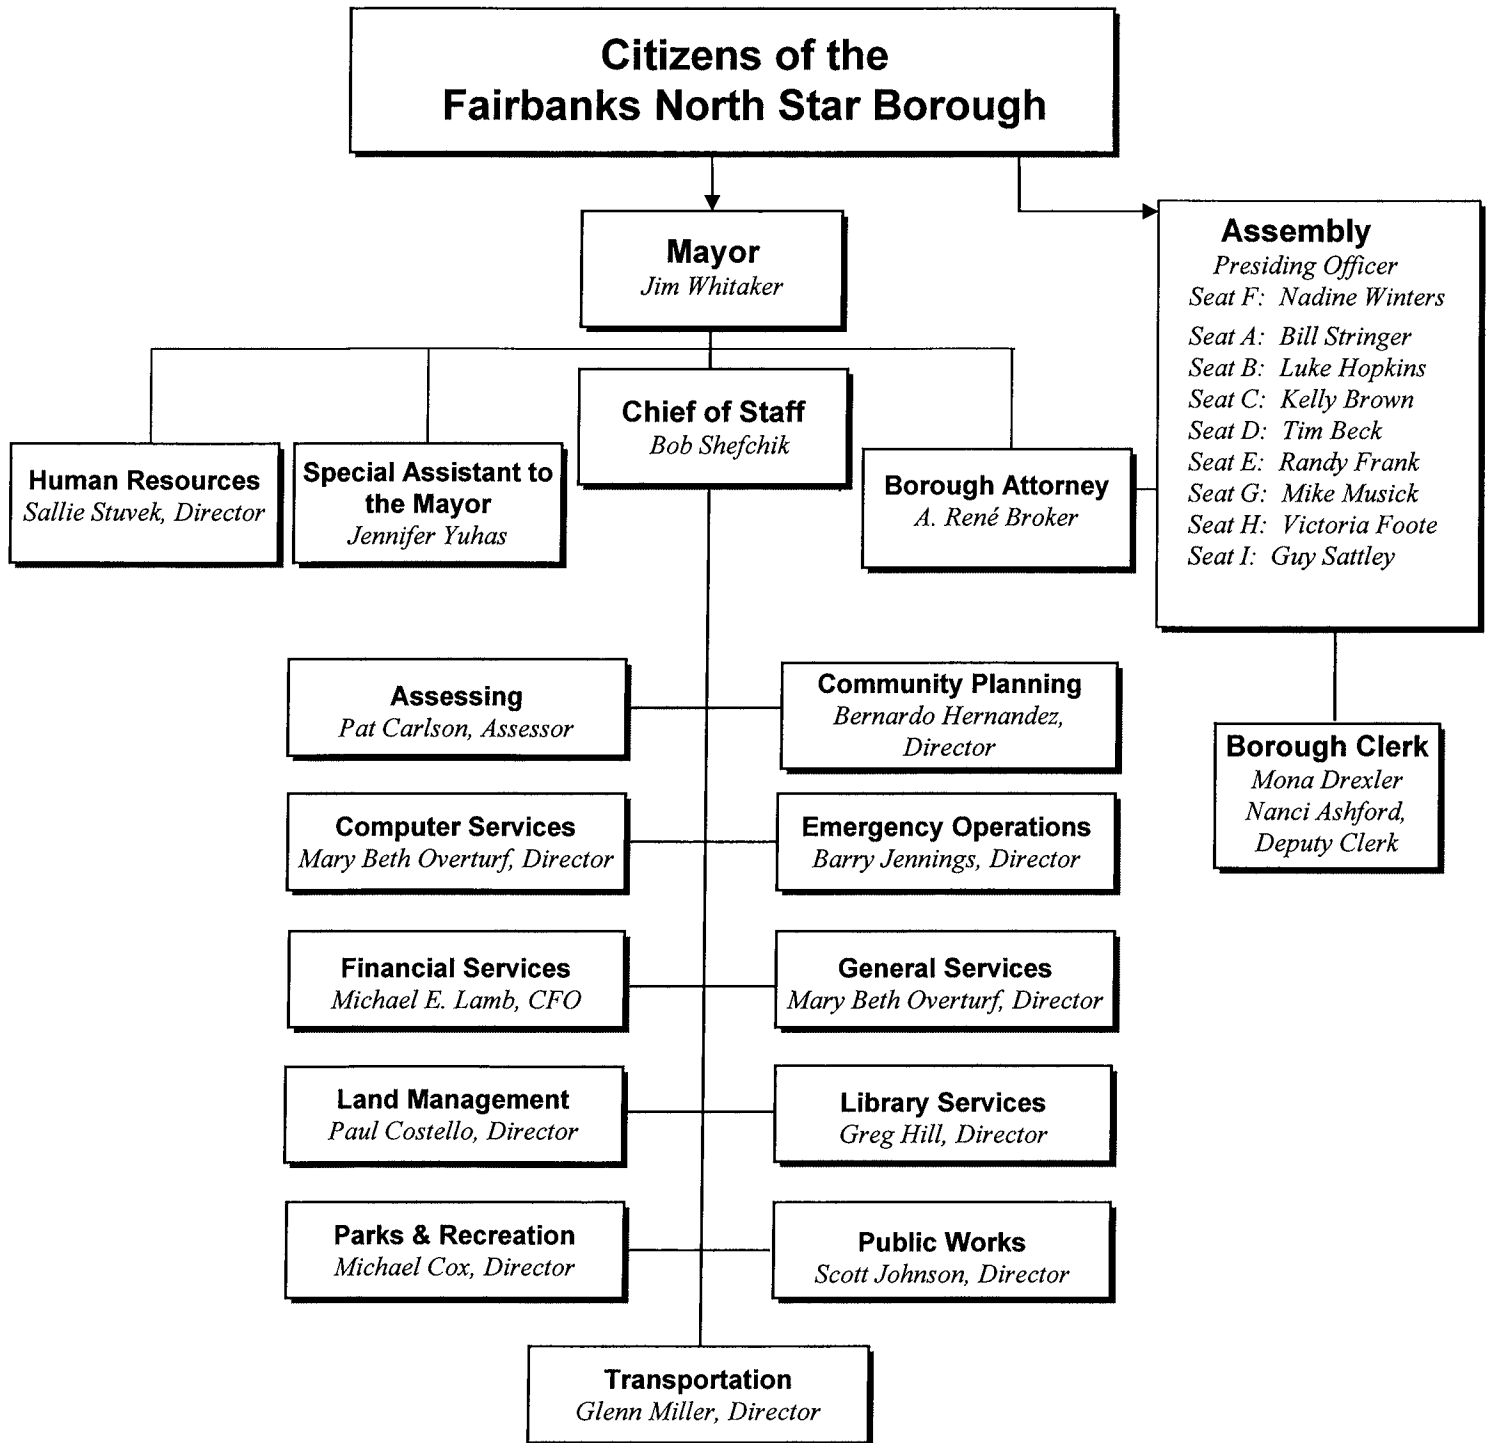 Citizens of the
Fairbanks North Star Borough
Mayor
Jim Whitaker
Assembly
Presiding Officer
Seat F: Nadine Winters
Seat A: Bill Stringer
Seat B: Luke Hopkins
Seat C: Kelly Brown
Seat D: Tim Beck
Seat E: Randy Frank
Seat G: Mike Musick
Seat H: Victoria Foote
Seat I: Guy Sattley
Human Resources
Sallie Stuvek, Director
Special Assistant to
the Mayor
Jennifer Yuhas
Chief of Staff
Bob Shefchik
Borough Attorney
A. René Broker
Borough Clerk
Mona Drexler
Nanci Ashford,
Deputy Clerk
Assessing
Pat Carlson, Assessor
Community Planning
Bernardo Hernandez,
Director
Computer Services
Mary Beth Overturf, Director
Emergency Operations
Barry Jennings, Director
Financial Services
Michael E. Lamb, CFO
General Services
Mary Beth Overturf, Director
Land Management
Paul Costello, Director
Library Services
Greg Hill, Director
Parks & Recreation
Michael Cox, Director
Public Works
Scott Johnson, Director
Transportation
Glenn Miller, Director